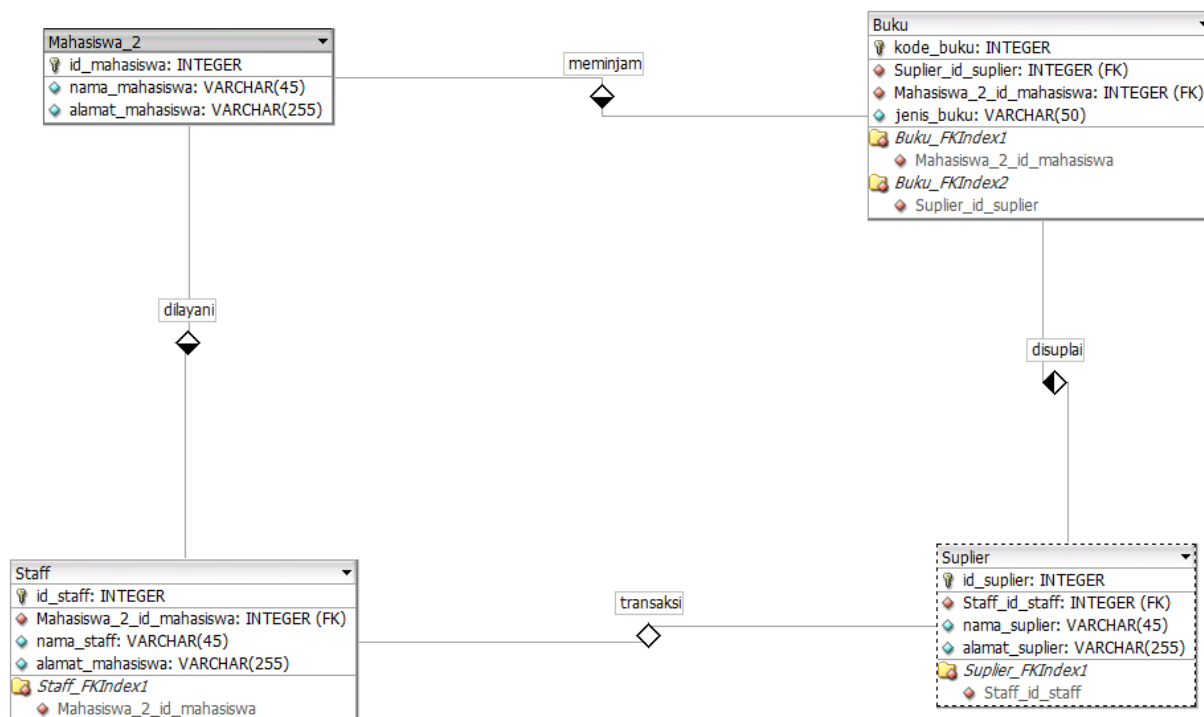 Mahasiswa_2
id_mahasiswa: INTEGER
nama_mahasiswa: VARCHAR(45)
alamat_mahasiswa: VARCHAR(255)
meminjam
Buku
kode_buku: INTEGER
Suplier_id_suplier: INTEGER (FK)
Mahasiswa_2_id_mahasiswa: INTEGER (FK)
jenis_buku: VARCHAR(50)
Buku_FKIndex1
Mahasiswa_2_id_mahasiswa
Buku_FKIndex2
Suplier_id_suplier
dilayani
disuplai
Staff
id_staff: INTEGER
Mahasiswa_2_id_mahasiswa: INTEGER (FK)
nama_staff: VARCHAR(45)
alamat_mahasiswa: VARCHAR(255)
Staff_FKIndex1
Mahasiswa_2_id_mahasiswa
transaksi
Suplier
id_suplier: INTEGER
Staff_id_staff: INTEGER (FK)
nama_suplier: VARCHAR(45)
alamat_suplier: VARCHAR(255)
Suplier_FKIndex1
Staff_id_staff